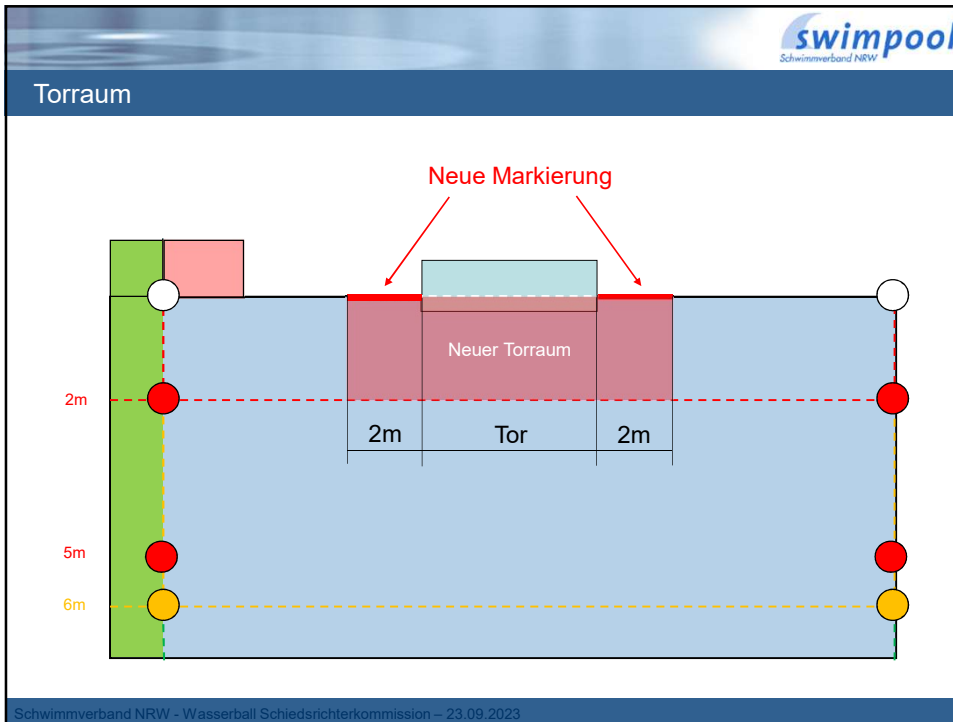 swimpool
Schwimmverband NRW
Torraum
Neue Markierung
Neuer Torraum
2m
2m
Tor
2m
5m
6m
Schwimmverband NRW - Wasserball Schiedsrichterkommission – 23.09.2023